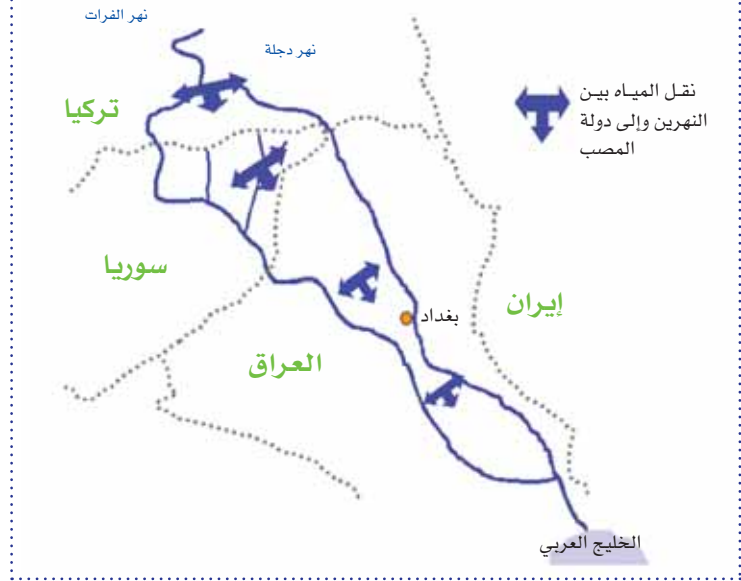 نهر الفرات
نهر دجلة
نقل المياه بين
النهرين وإلى دولة
المصب
تركيا
سوريا
إيران
بغداد
العراق
الخليج العربي